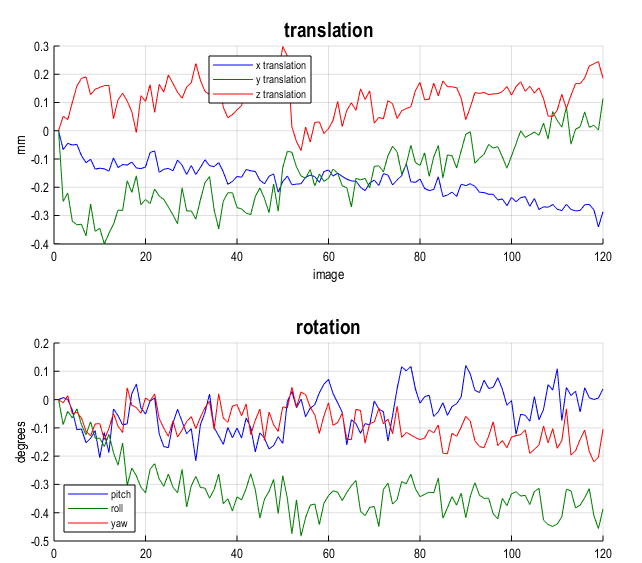 translation
0.3
0.2
0.1
0
-0.1
-0.2
-0.3
-0.4
mm
x translation
y translation
z translation
0 20 40 60 80 100 120
image
rotation
0.2
0.1
0
-0.1
-0.2
-0.3
-0.4
-0.5
degrees
pitch
roll
yaw
0 20 40 60 80 100 120